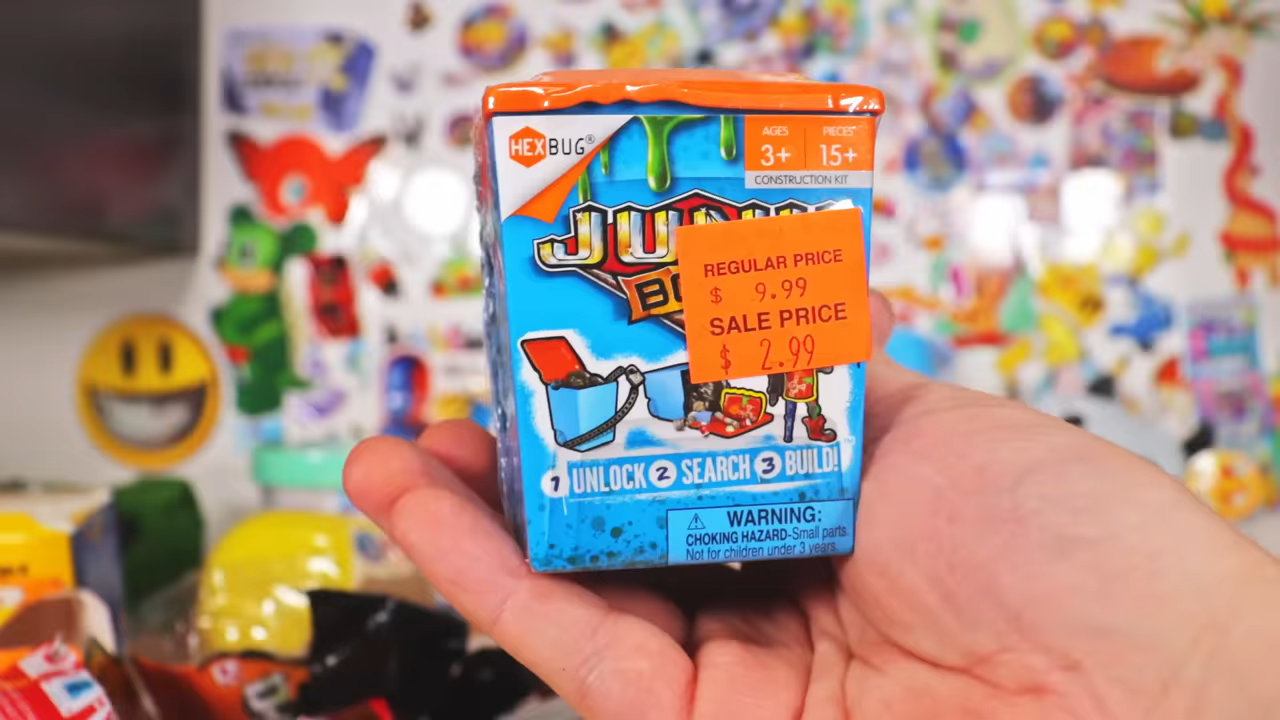 HEXBUG®
AGES
3+
PIECES
15+
CONSTRUCTION KIT
REGULAR PRICE
$ 9.99
SALE PRICE
$ 2.99
1 UNLOCK 2 SEARCH 3 BUILD!
WARNING:
CHOKING HAZARD-Small parts.
Not for children under 3 years.